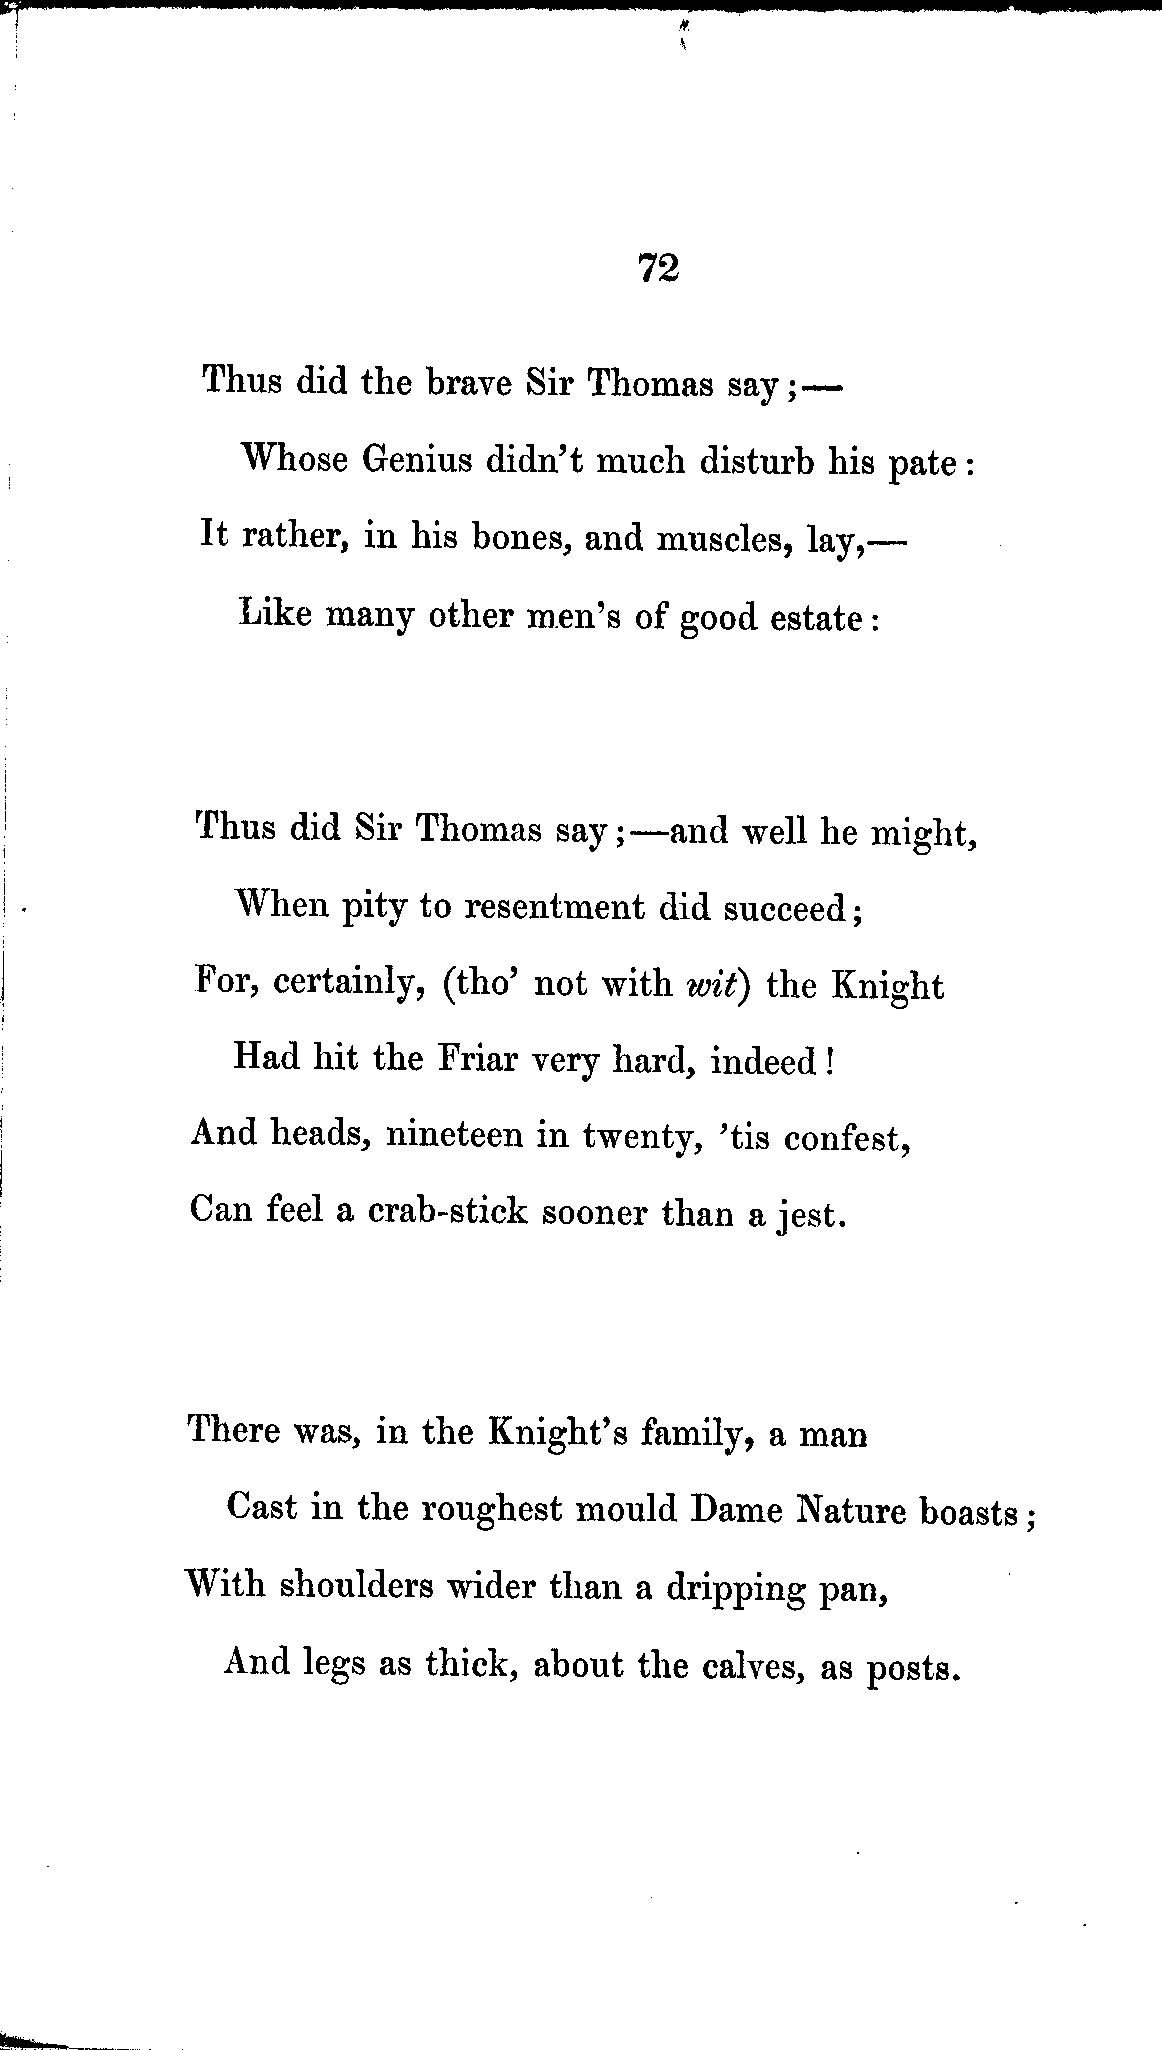 72
Thus did the brave Sir Thomas say;—
Whose Genius didn't much disturb his pate:
It rather, in his bones, and muscles, lay,—
Like many other men's of good estate:
Thus did Sir Thomas say;—and well he might,
When pity to resentment did succeed;
For, certainly, (tho' not with wit) the Knight
Had hit the Friar very hard, indeed!
And heads, nineteen in twenty, 'tis confest,
Can feel a crab-stick sooner than a jest.
There was, in the Knight's family, a man
Cast in the roughest mould Dame Nature boasts;
With shoulders wider than a dripping pan,
And legs as thick, about the calves, as posts.